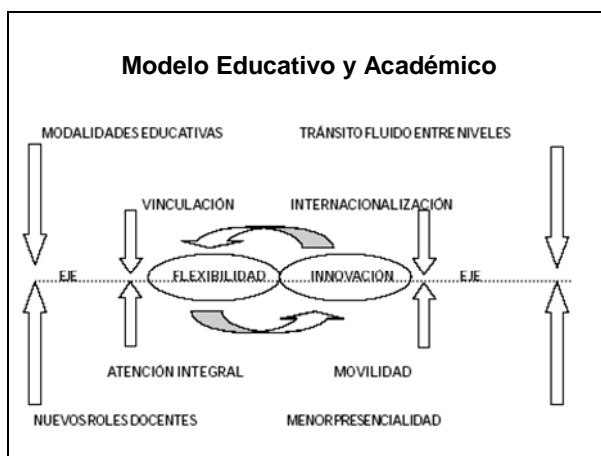 Modelo Educativo y Académico
MODALIDADES EDUCATIVAS TRÁNSITO FLUIDO ENTRE NIVELES
VINCULACIÓN INTERNACIONALIZACIÓN
EJE FLEXIBILIDAD INNOVACIÓN EJE
ATENCIÓN INTEGRAL MOVILIDAD
NUEVOS ROLES DOCENTES MENOR PRESENCIALIDAD